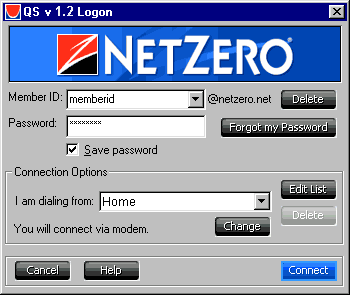 QS v 1.2 Logon
NETZERO®
Member ID: memberid @netzero.net Delete
Password: ******** Forgot my Password
Save password
Connection Options
Edit List
I am dialing from: Home
Delete
You will connect via modem. Change
Cancel Help Connect